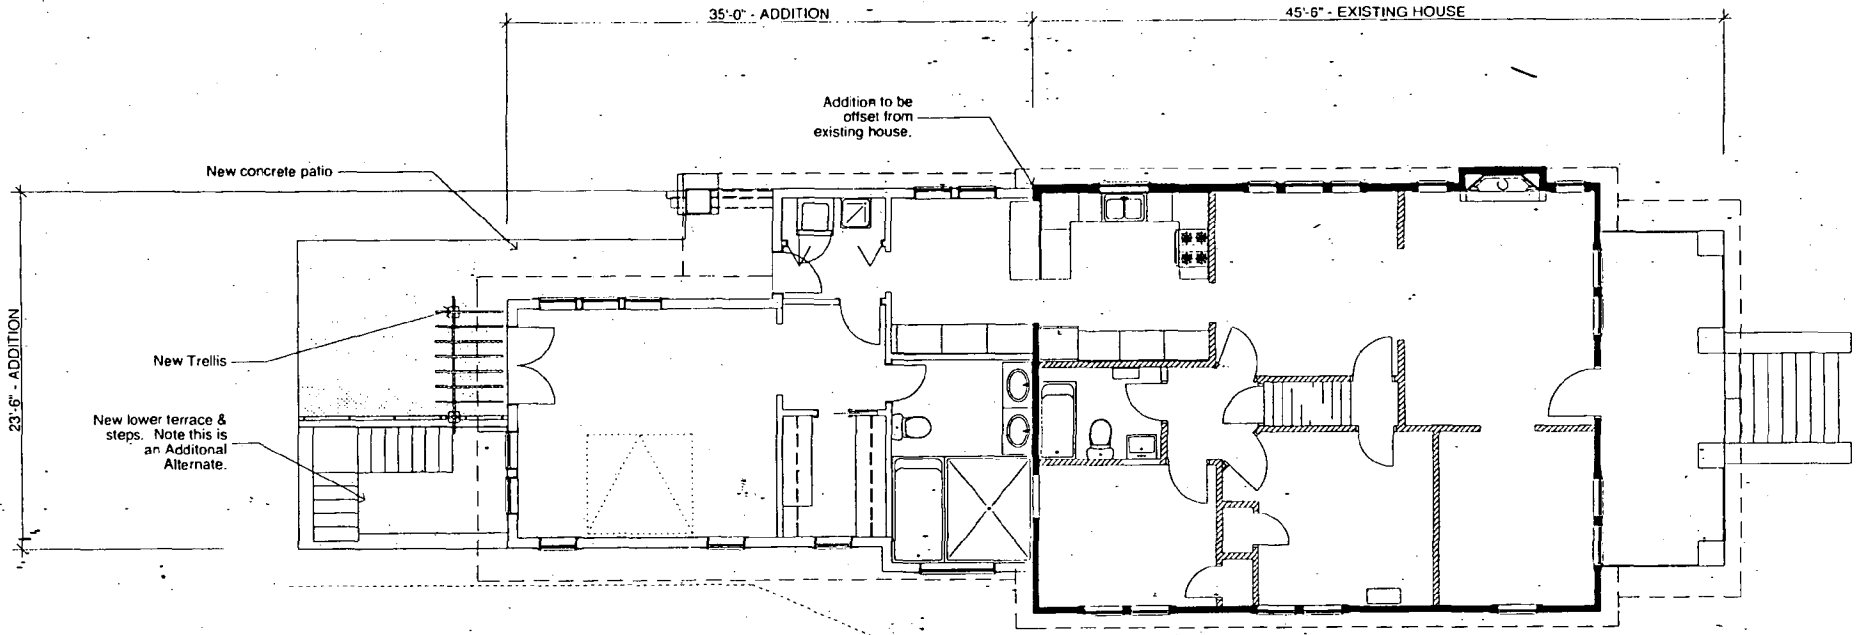 35'-0" - ADDITION
45'-6" - EXISTING HOUSE
Addition to be
offset from
existing house.
New concrete patio
23'-6" - ADDITION
New Trellis
New lower terrace &
steps. Note this is
an Additonal
Alternate.